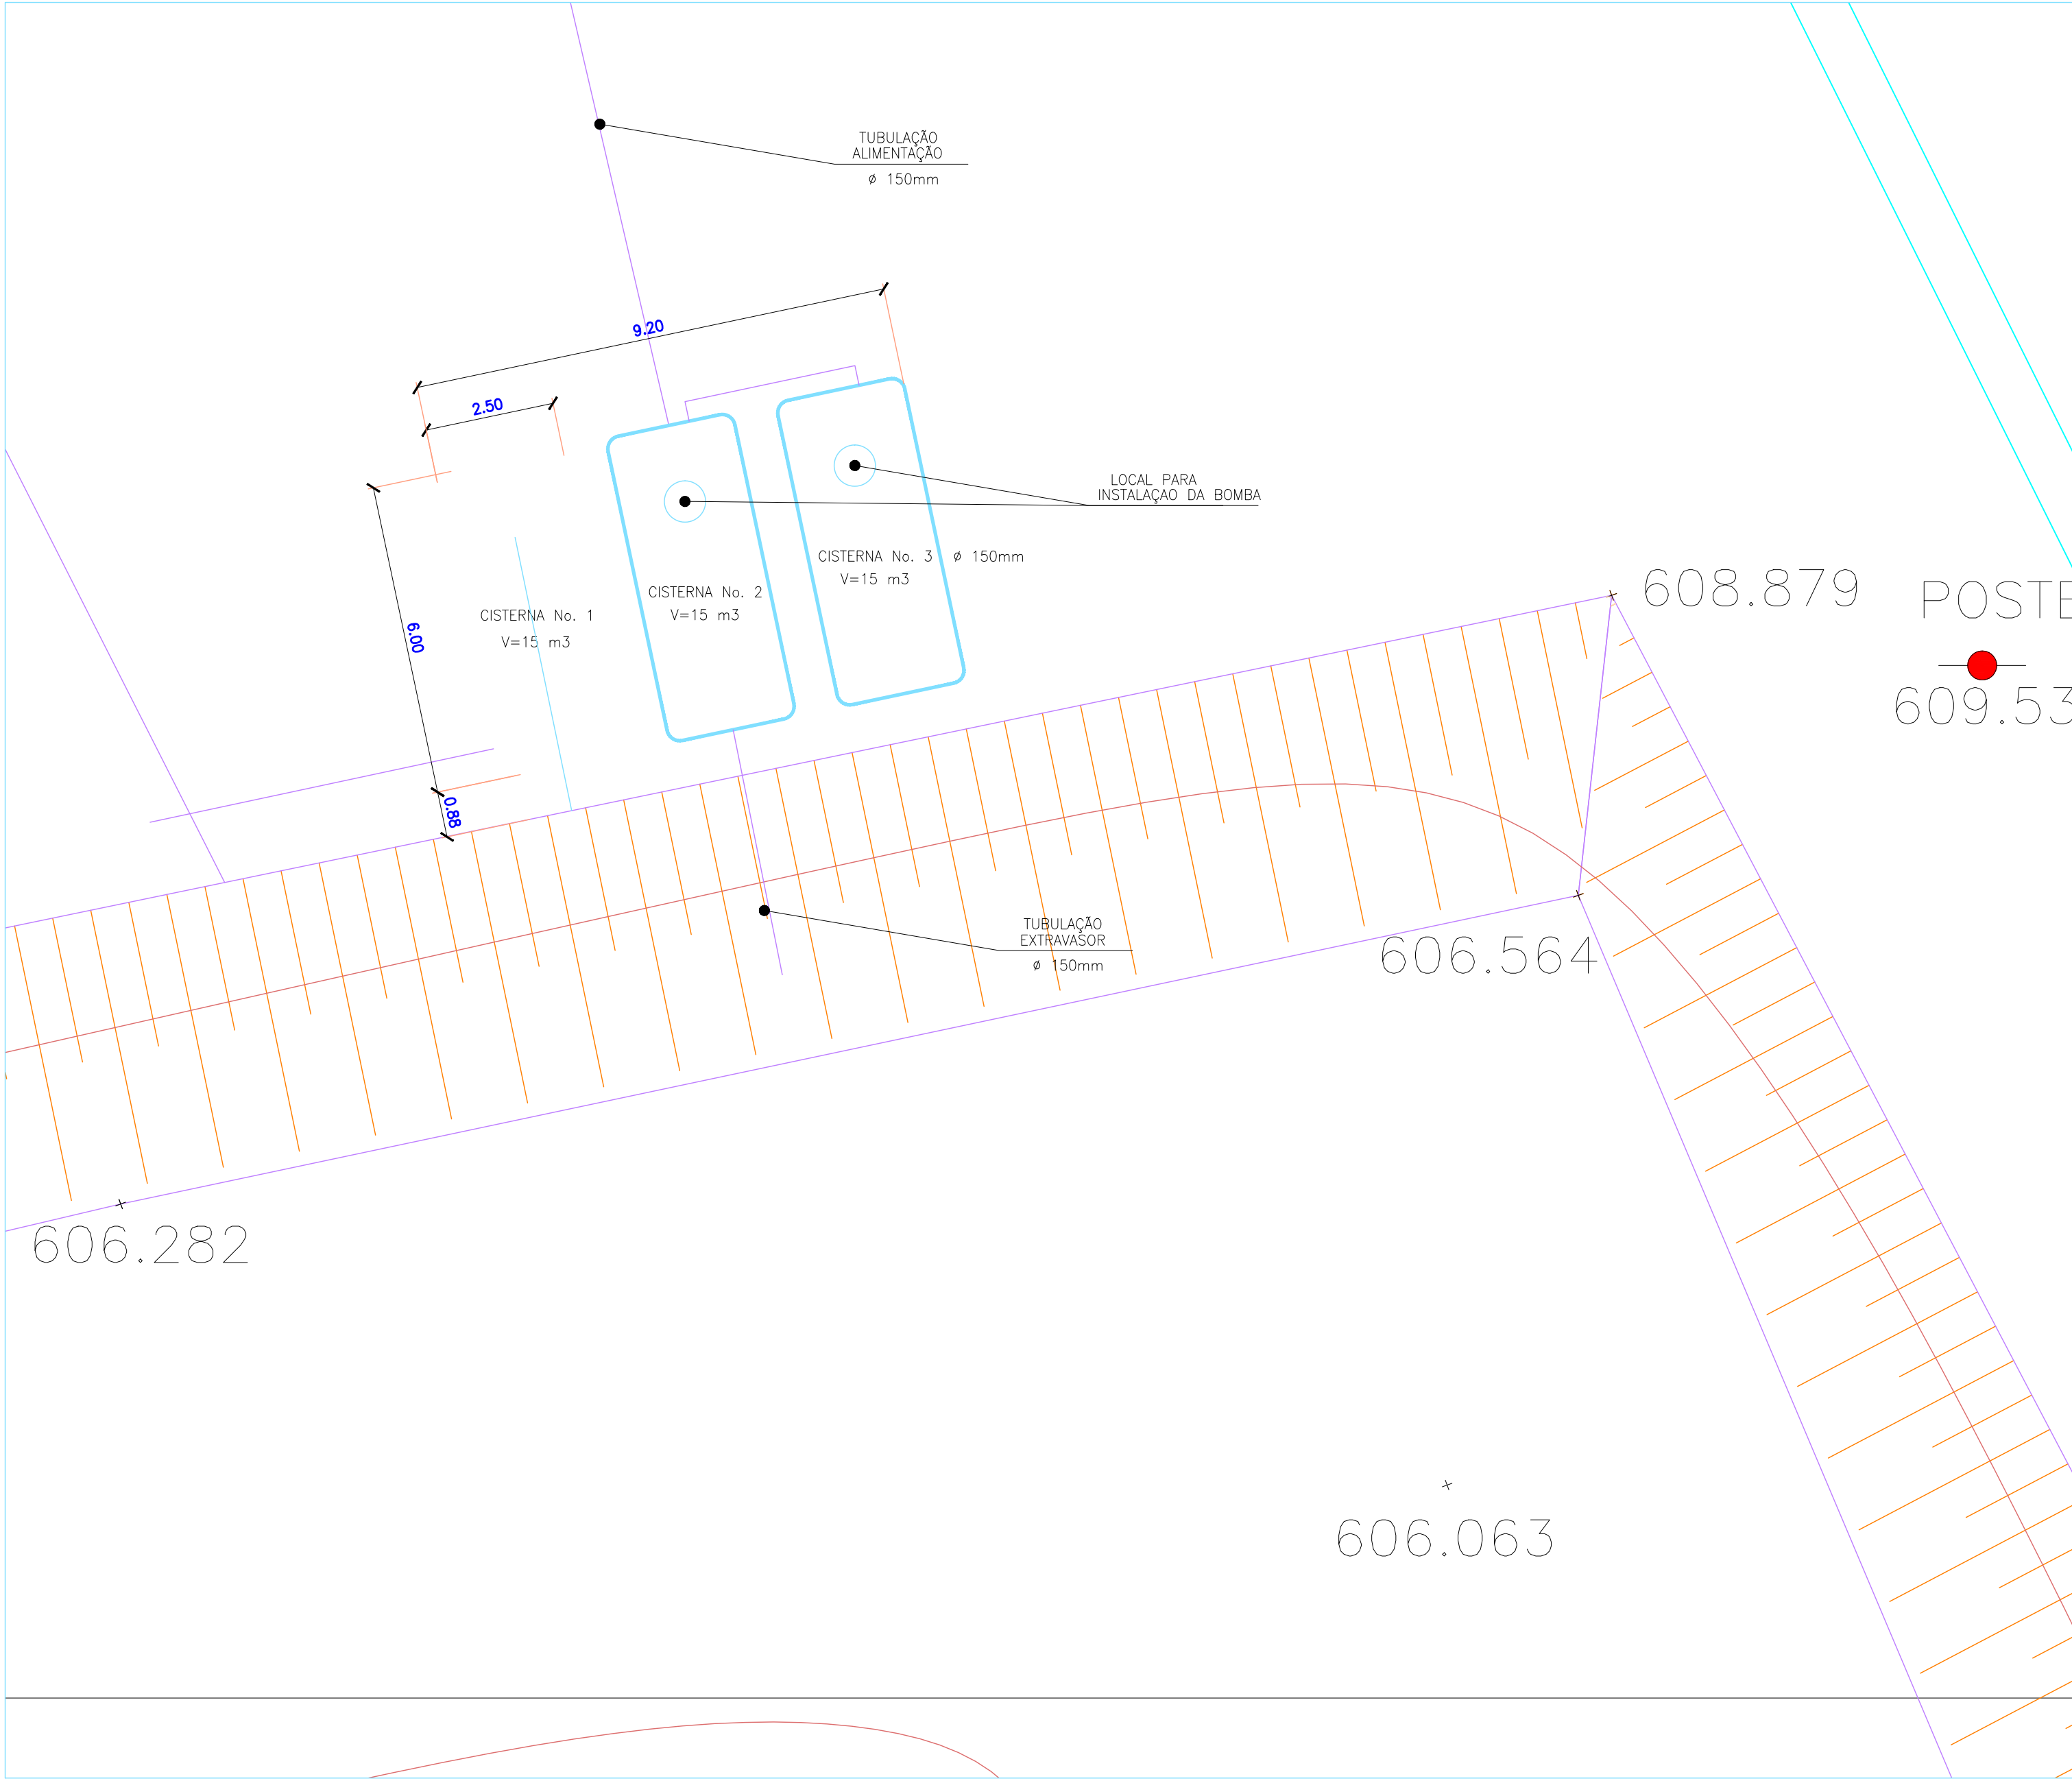 TUBULAÇÃO
ALIMENTAÇÃO
ø 150mm
9.20
2.50
LOCAL PARA
INSTALAÇAO DA BOMBA
CISTERNA No. 3 ø 150mm
V=15 m3
CISTERNA No. 2
V=15 m3
CISTERNA No. 1
V=15 m3
6.00
0.88
608.879
POSTE
609.53
TUBULAÇÃO
EXTRAVASOR
ø 150mm
606.564
606.282
606.063